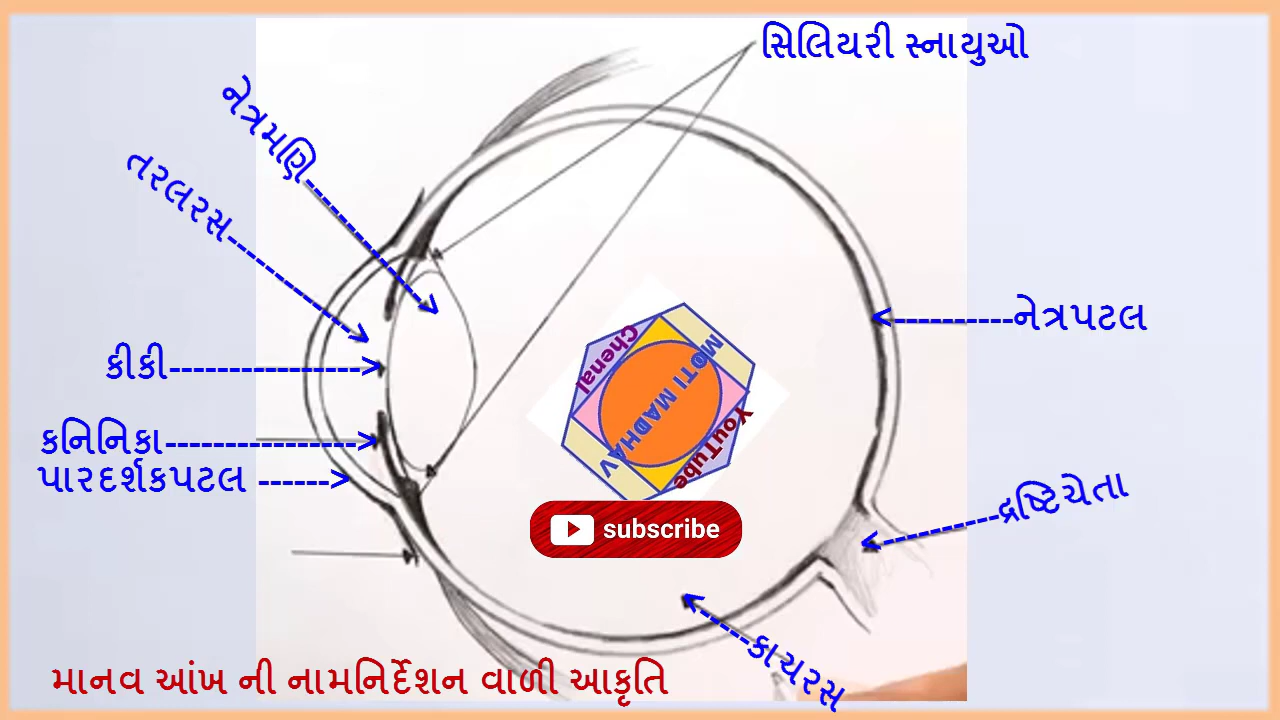 સિલિયરી સ્નાયુઓ
નેત્રમણિ
તરલરસ
નેત્રપટલ
કીકી
કનિનિકા
પારદર્શકપટલ
દ્રષ્ટિચેતા
કાચરસ
Chenal
MOTI MADHAV
YouTube
subscribe
માનવ આંખ ની નામનિર્દેશન વાળી આકૃતિ